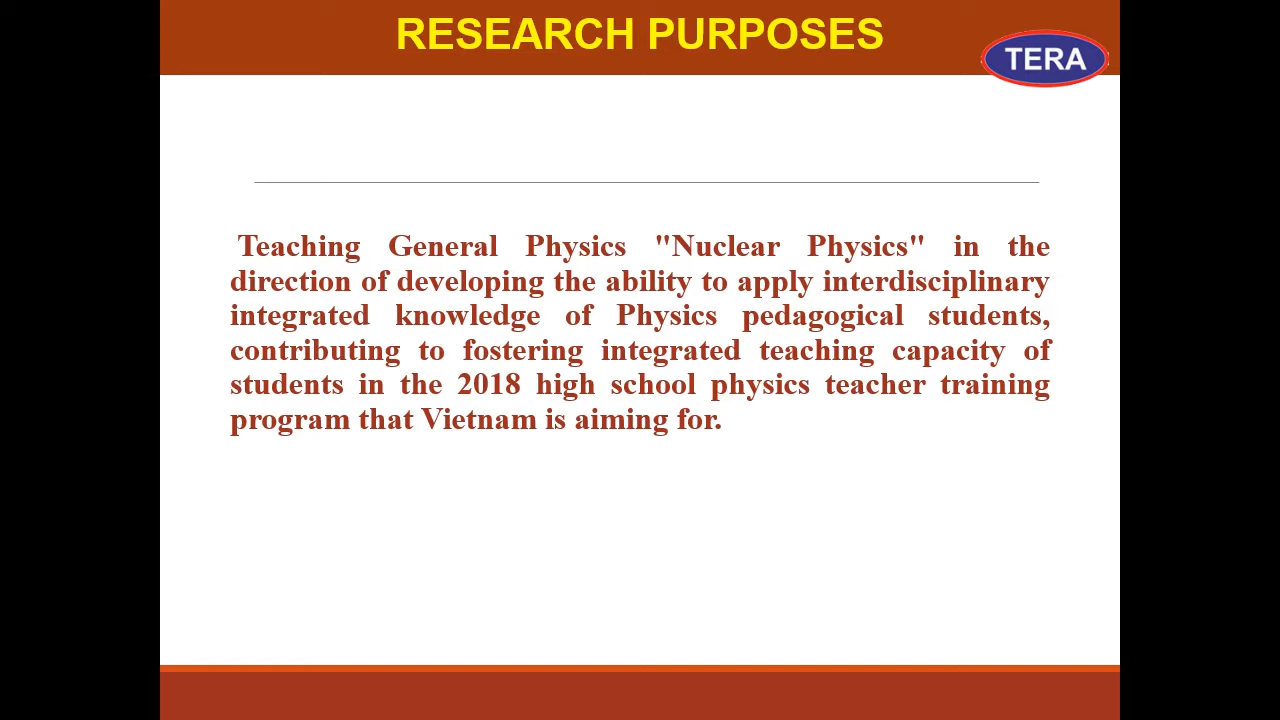 RESEARCH PURPOSES
TERA
Teaching General Physics "Nuclear Physics" in the
direction of developing the ability to apply interdisciplinary
integrated knowledge of Physics pedagogical students,
contributing to fostering integrated teaching capacity of
students in the 2018 high school physics teacher training
program that Vietnam is aiming for.